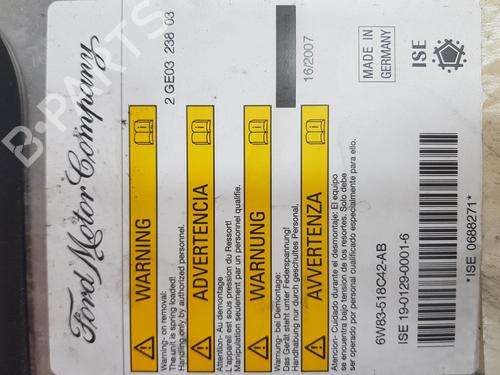 Ford Motor Company
2 GE03 238 03
16/2007
MADE IN
GERMANY
ISE
WARNING
ADVERTENCIA
WARNUNG
AVVERTENZA
Warning- on removal:
The unit is spring loaded!
Handling only by authorized personnel.
Attention- Au demontage
L'appareil est sous pression du Ressort!
Manipulation seulement par un personnel qualifie.
Warnung- bei Demontage:
Das Gerät steht unter Federspannung!
Handhabung nur durch geschultes Personal.
Atencion- Cuidado durante el desmontaje: El equipo
se encuentra bajo tension de los resortes. Solo debe
ser operado por personal cualificado especialmente para ello.
6W83-518C42-AB
ISE 19-0129-0001-6
*ISE 0688271*
B-PARTS